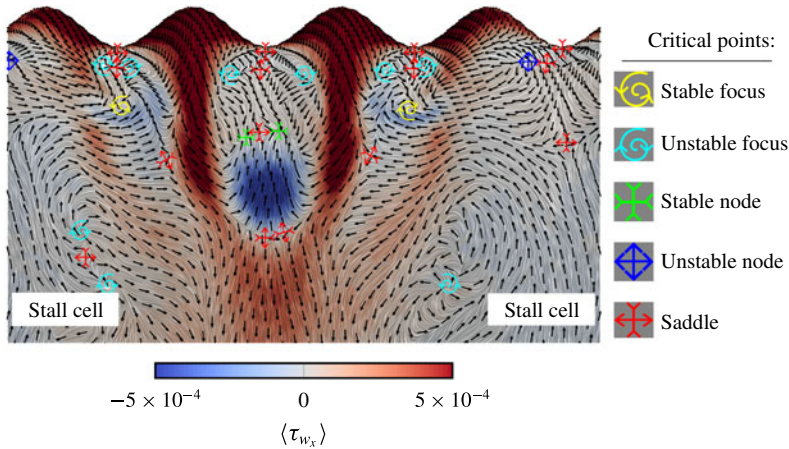 Critical points:
Stable focus
Unstable focus
Stable node
Unstable node
Saddle
Stall cell
Stall cell
−5 × 10⁻⁴
0
5 × 10⁻⁴
⟨τ_{w_x}⟩